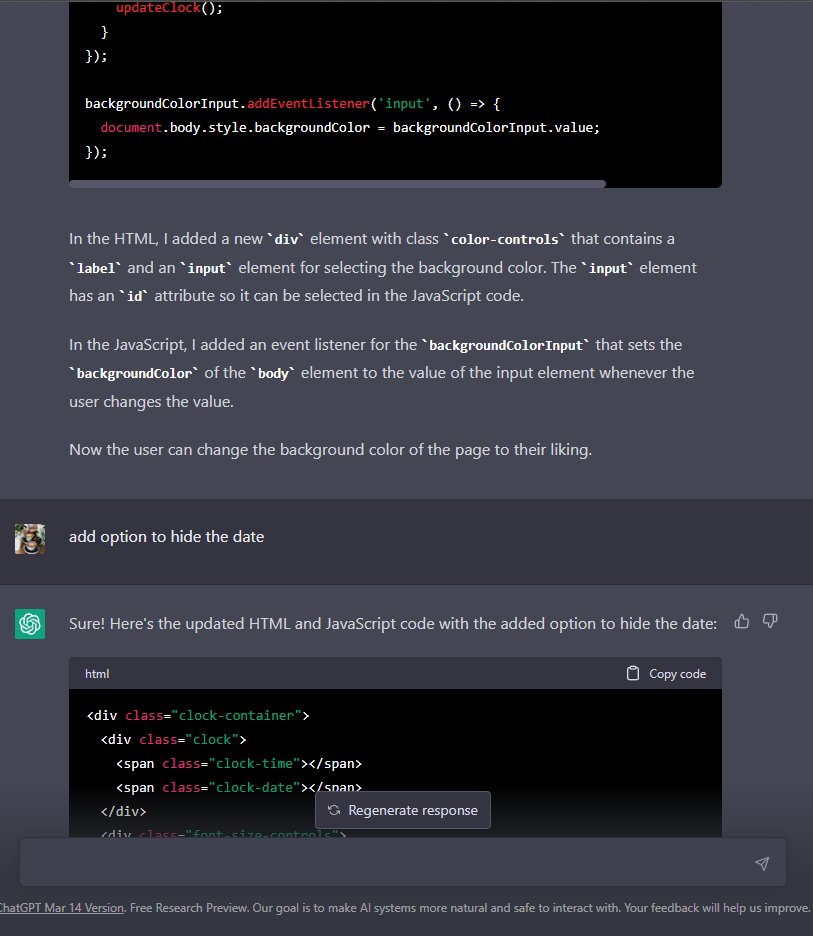 updateClock();
}
});
backgroundColorInput.addEventListener('input', () => {
document.body.style.backgroundColor = backgroundColorInput.value;
});
In the HTML, I added a new `div` element with class `color-controls` that contains a
`label` and an `input` element for selecting the background color. The `input` element
has an `id` attribute so it can be selected in the JavaScript code.
In the JavaScript, I added an event listener for the `backgroundColorInput` that sets the
`backgroundColor` of the `body` element to the value of the input element whenever the
user changes the value.
Now the user can change the background color of the page to their liking.
add option to hide the date
Sure! Here's the updated HTML and JavaScript code with the added option to hide the date:
html
Copy code
<div class="clock-container">
<div class="clock">
<span class="clock-time"></span>
<span class="clock-date"></span>
</div>
<div class="font-size-controls">
Regenerate response
ChatGPT Mar 14 Version. Free Research Preview. Our goal is to make AI systems more natural and safe to interact with. Your feedback will help us improve.